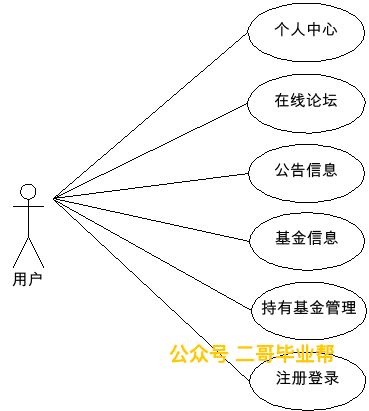 个人中心
在线论坛
公告信息
基金信息
用户
持有基金管理
公众号 二哥毕业帮
注册登录